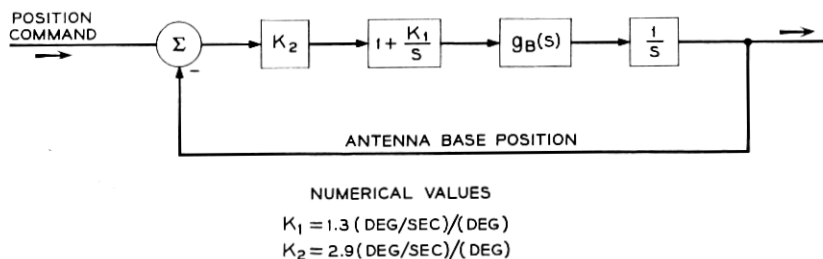 POSITION
COMMAND
Σ
-
K₂
1 + K₁/S
g_B(s)
1/S
ANTENNA BASE POSITION
NUMERICAL VALUES
K₁ = 1.3 (DEG/SEC)/(DEG)
K₂ = 2.9 (DEG/SEC)/(DEG)